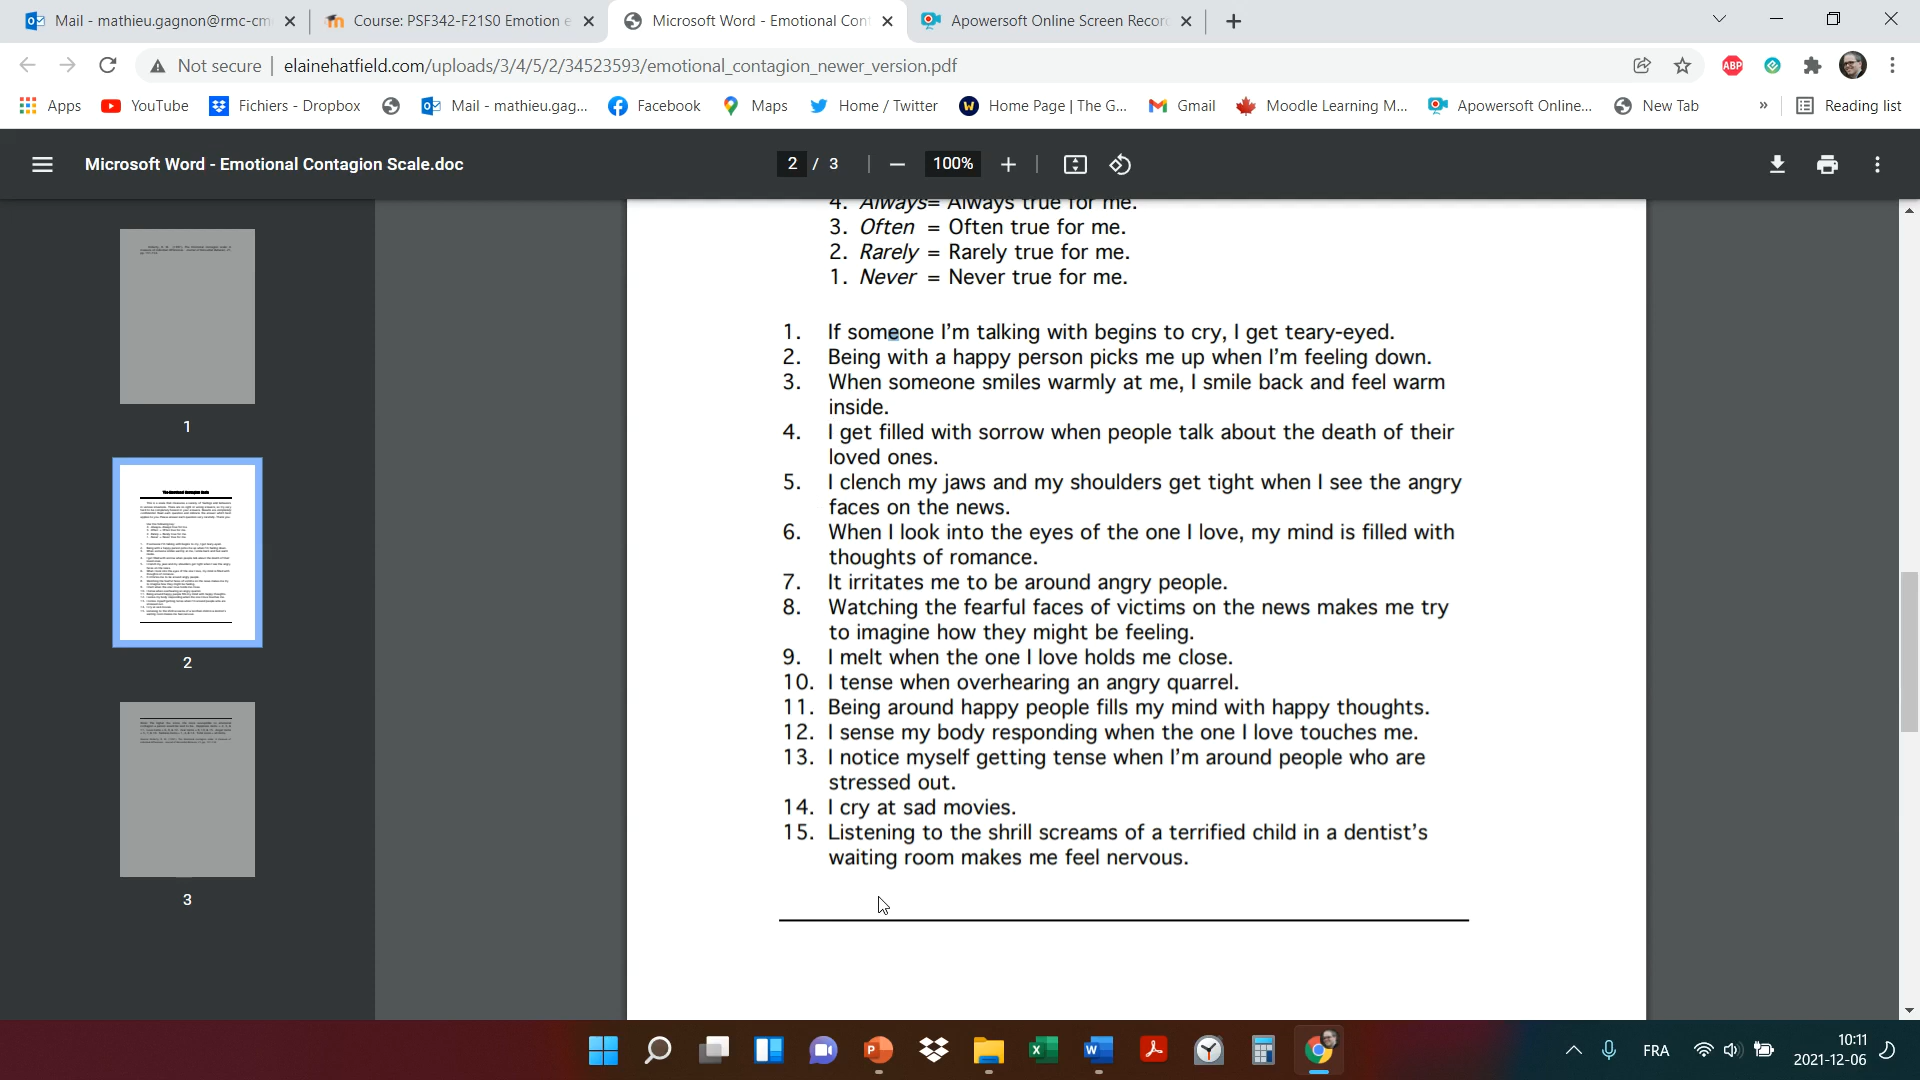 Mail - mathieu.gagnon@rmc-cm
Course: PSF342-F21S0 Emotion e
Microsoft Word - Emotional Con
Apowersoft Online Screen Recor
Not secure
elainehatfield.com/uploads/3/4/5/2/34523593/emotional_contagion_newer_version.pdf
ABP
Apps
YouTube
Fichiers - Dropbox
Mail - mathieu.gag...
Facebook
Maps
Home / Twitter
Home Page | The G...
Gmail
Moodle Learning M...
Apowersoft Online...
New Tab
»
Reading list
Microsoft Word - Emotional Contagion Scale.doc
2 / 3
100%
4. Always= Always true for me.
3. Often = Often true for me.
2. Rarely = Rarely true for me.
1. Never = Never true for me.
1. If someone I'm talking with begins to cry, I get teary-eyed.
2. Being with a happy person picks me up when I'm feeling down.
3. When someone smiles warmly at me, I smile back and feel warm
inside.
4. I get filled with sorrow when people talk about the death of their
loved ones.
5. I clench my jaws and my shoulders get tight when I see the angry
faces on the news.
6. When I look into the eyes of the one I love, my mind is filled with
thoughts of romance.
7. It irritates me to be around angry people.
8. Watching the fearful faces of victims on the news makes me try
to imagine how they might be feeling.
9. I melt when the one I love holds me close.
10. I tense when overhearing an angry quarrel.
11. Being around happy people fills my mind with happy thoughts.
12. I sense my body responding when the one I love touches me.
13. I notice myself getting tense when I'm around people who are
stressed out.
14. I cry at sad movies.
15. Listening to the shrill screams of a terrified child in a dentist's
waiting room makes me feel nervous.
1
2
3
FRA
10:11
2021-12-06